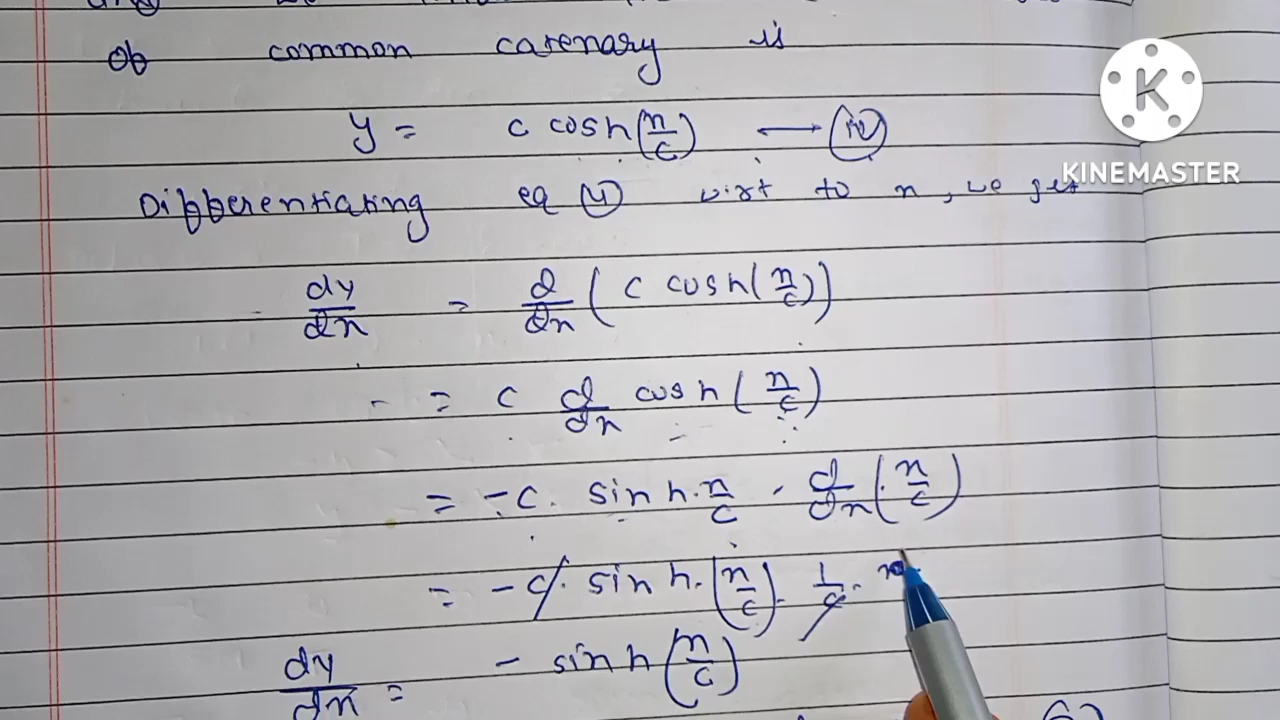 of common catenary is
y = c cosh(x/c) ⟶ (iv)
K
KINEMASTER
Differentiating eq (iv) w.r.t to x, we get
dy/dx = d/dx (c cosh(x/c))
= c d/dx cosh(x/c)
= -c. sinh. x/c . d/dx (x/c)
= -c. sinh. (x/c). 1/c.
dy/dx = - sinh(x/c)